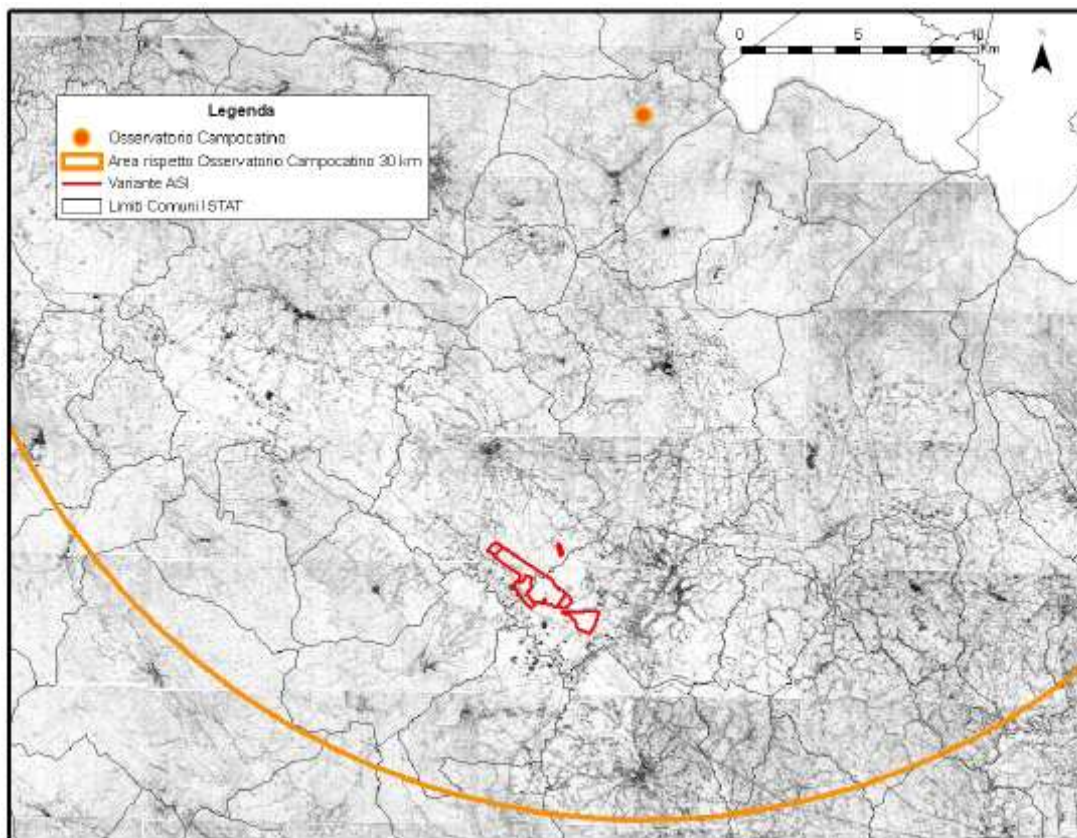 0 5 10
Km
N
Legenda
Osservatorio Campocatino
Area rispetto Osservatorio Campocatino 30 km
Variante ASI
Limiti Comuni ISTAT